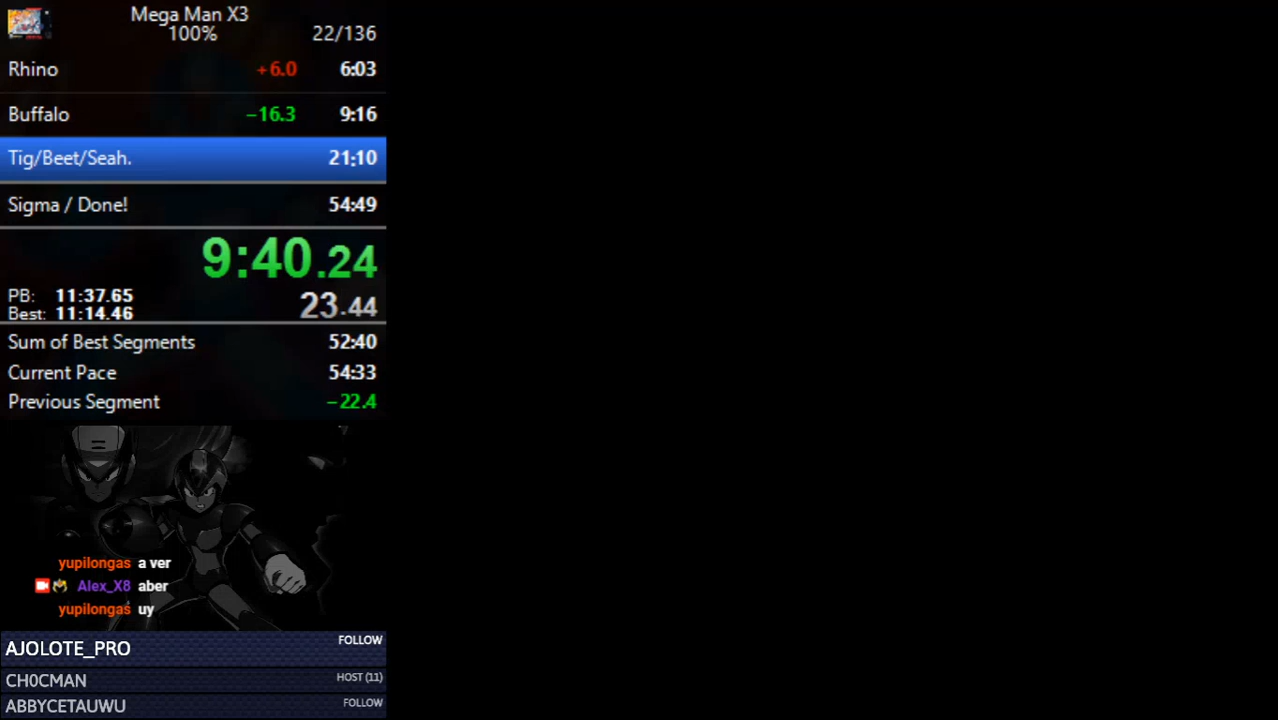 Mega Man X3
100% 22/136
Rhino +6.0 6:03
Buffalo −16.3 9:16
Tig/Beet/Seah. 21:10
Sigma / Done! 54:49
9:40.24
PB: 11:37.65
Best: 11:14.46
23.44
Sum of Best Segments 52:40
Current Pace 54:33
Previous Segment −22.4
yupilongas a ver
Alex_X8 aber
yupilongas uy
AJOLOTE_PRO FOLLOW
CH0CMAN HOST (11)
ABBYCETAUWU FOLLOW